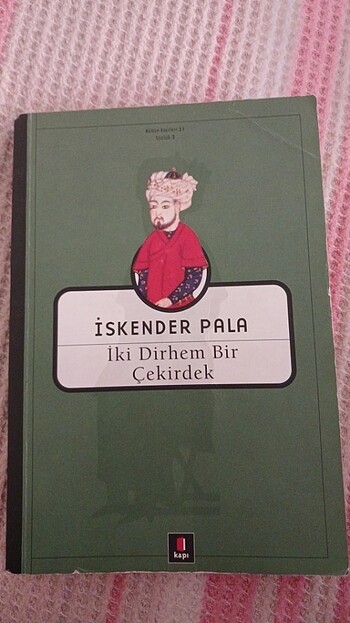 İSKENDER PALA
İki Dirhem Bir
Çekirdek
kapı